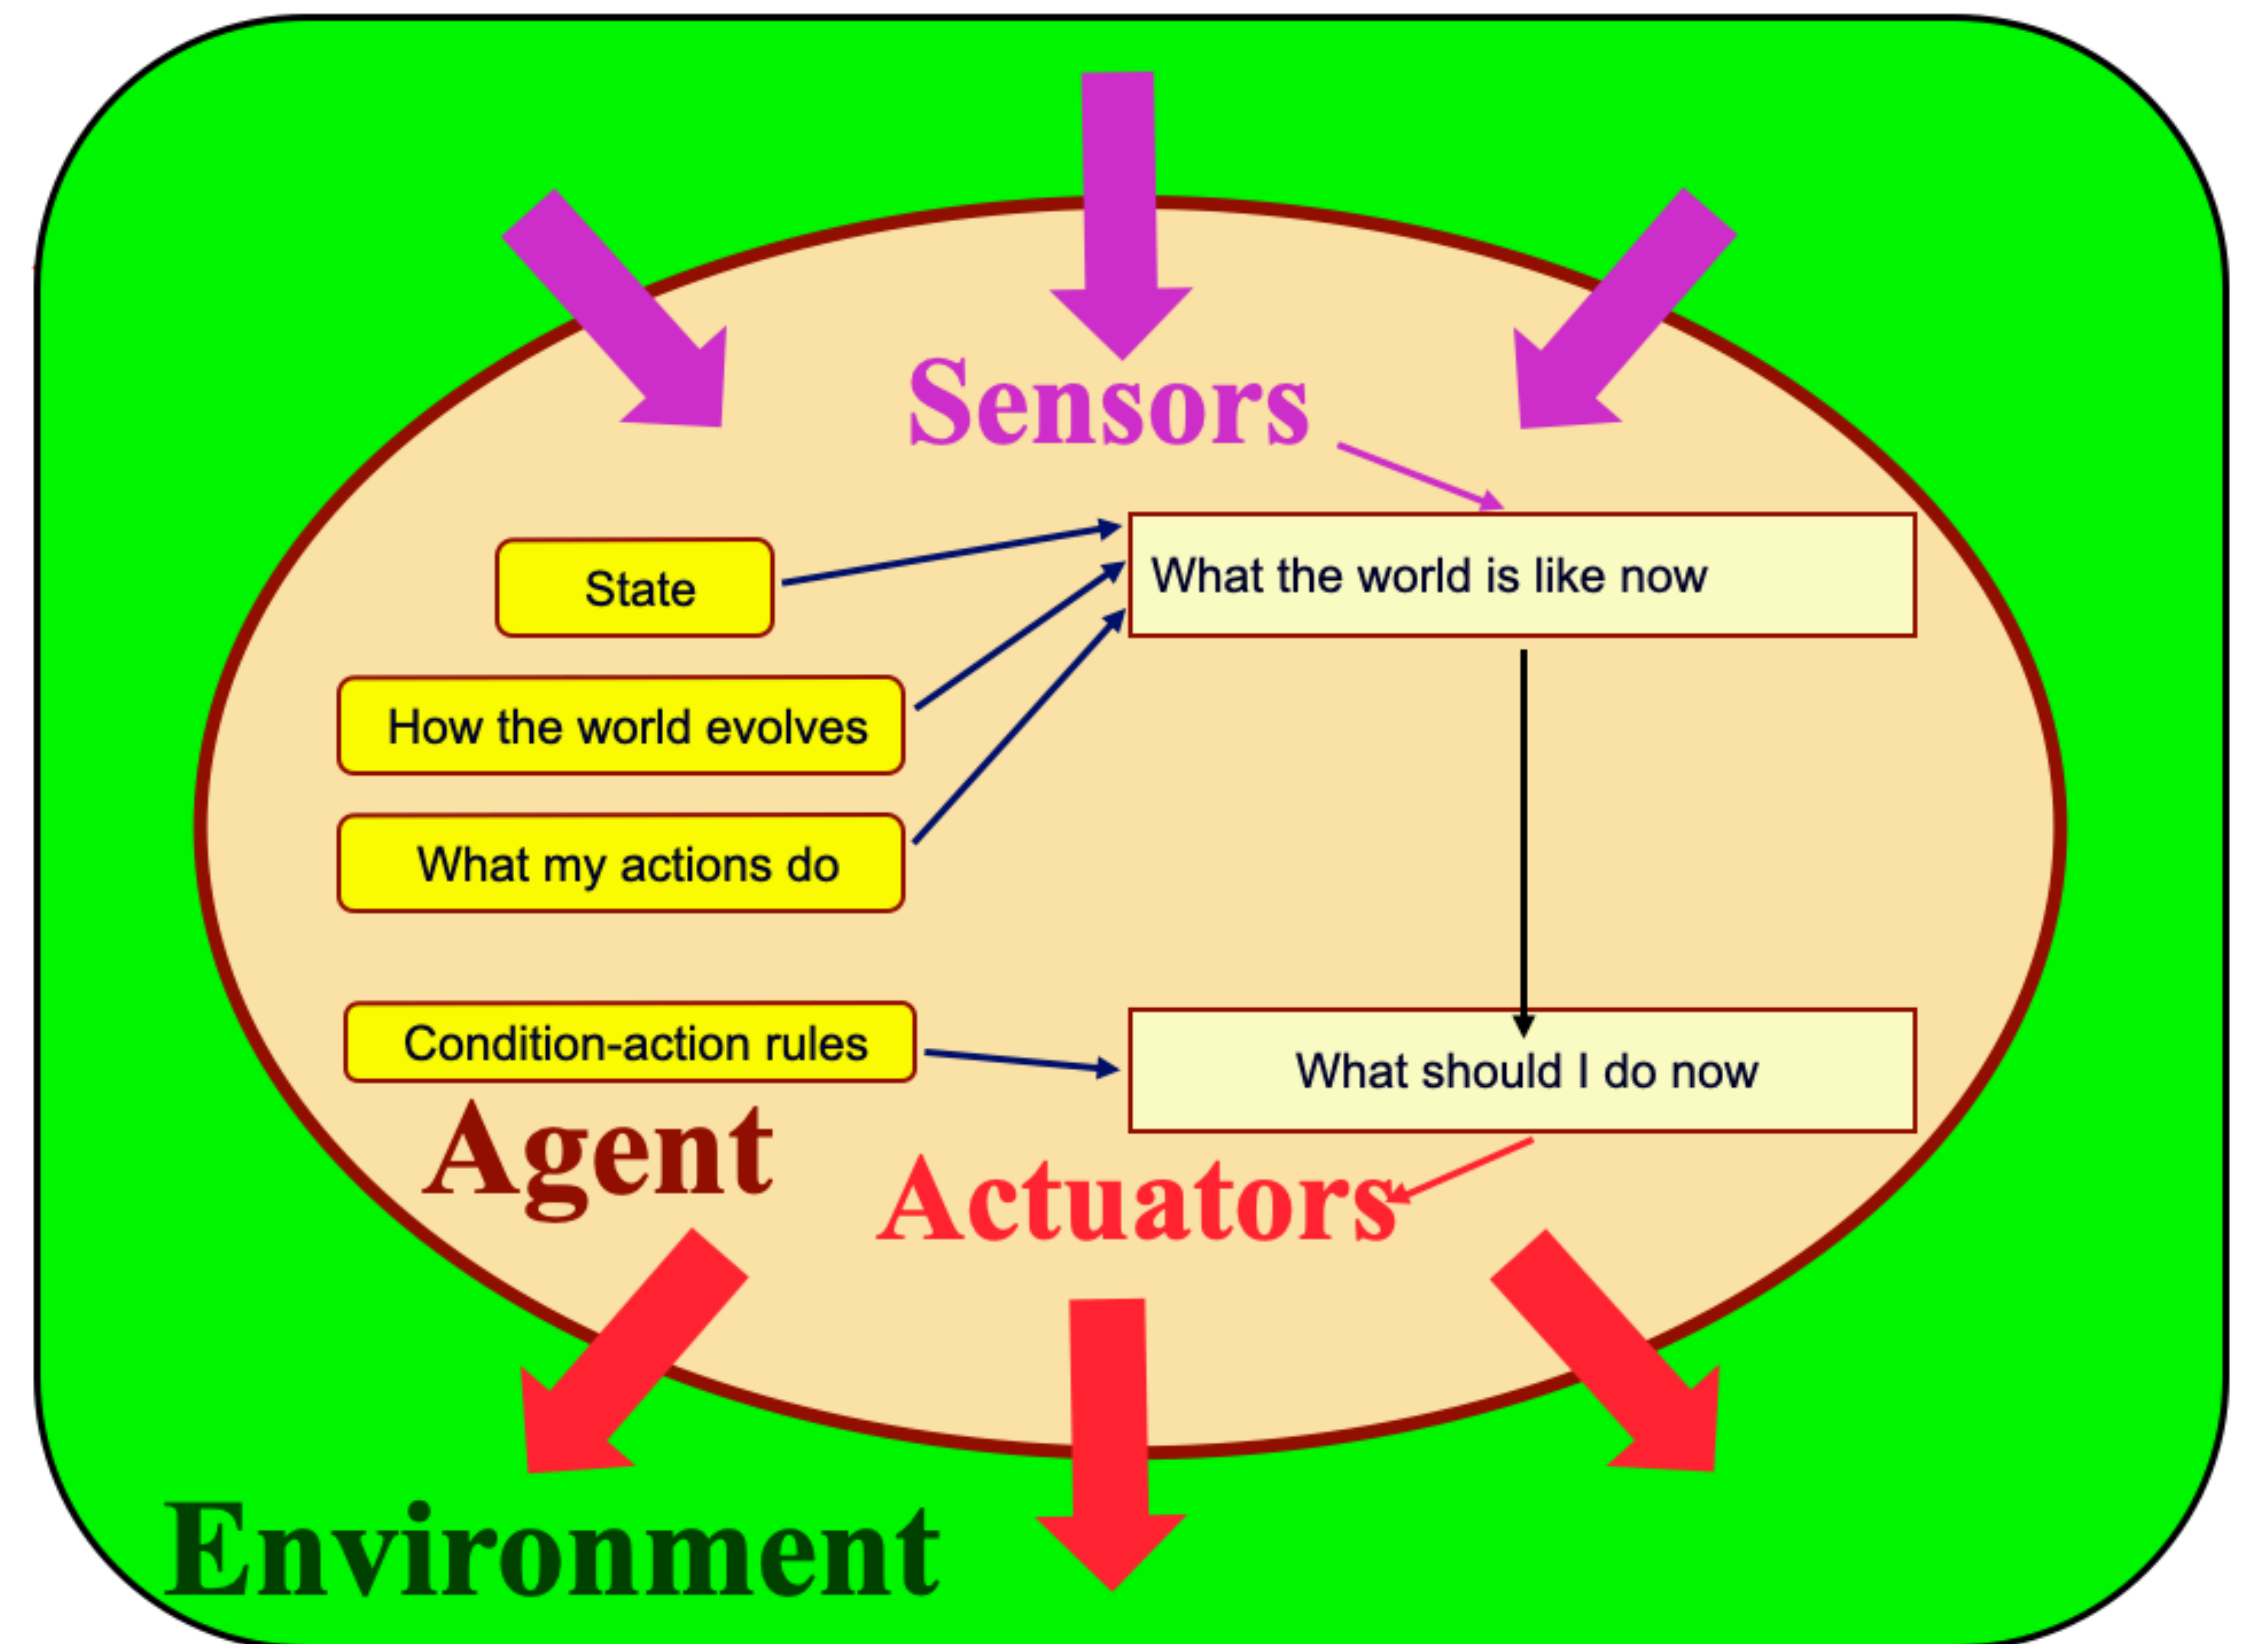 Sensors
State
What the world is like now
How the world evolves
What my actions do
Condition-action rules
What should I do now
Agent
Actuators
Environment